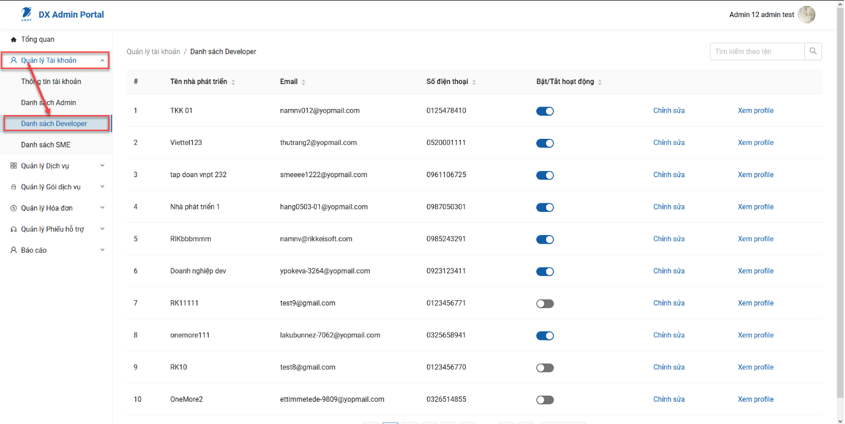 DX Admin Portal
Admin 12 admin test
Tổng quan
Quản lý Tài khoản
Thông tin tài khoản
Danh sách Admin
Danh sách Developer
Danh sách SME
Quản lý Dịch vụ
Quản lý Gói dịch vụ
Quản lý Hóa đơn
Quản lý Phiếu hỗ trợ
Báo cáo
Quản lý tài khoản / Danh sách Developer
Tìm kiếm theo tên
# Tên nhà phát triển Email Số điện thoại Bật/Tắt hoạt động
1 TKK 01 namnv012@yopmail.com 0125478410 Chỉnh sửa Xem profile
2 Viettel123 thutrang2@yopmail.com 0520001111 Chỉnh sửa Xem profile
3 tap doan vnpt 232 smeeee1222@yopmail.com 0961106725 Chỉnh sửa Xem profile
4 Nhà phát triển 1 hang0503-01@yopmail.com 0987050301 Chỉnh sửa Xem profile
5 RIKbbbmmm namnv@rikkeisoft.com 0985243291 Chỉnh sửa Xem profile
6 Doanh nghiệp dev ypokeva-3264@yopmail.com 0923123411 Chỉnh sửa Xem profile
7 RK11111 test9@gmail.com 0123456771 Chỉnh sửa Xem profile
8 onemore111 lakubunnez-7062@yopmail.com 0325658941 Chỉnh sửa Xem profile
9 RK10 test8@gmail.com 0123456770 Chỉnh sửa Xem profile
10 OneMore2 ettimmetede-9809@yopmail.com 0326514855 Chỉnh sửa Xem profile